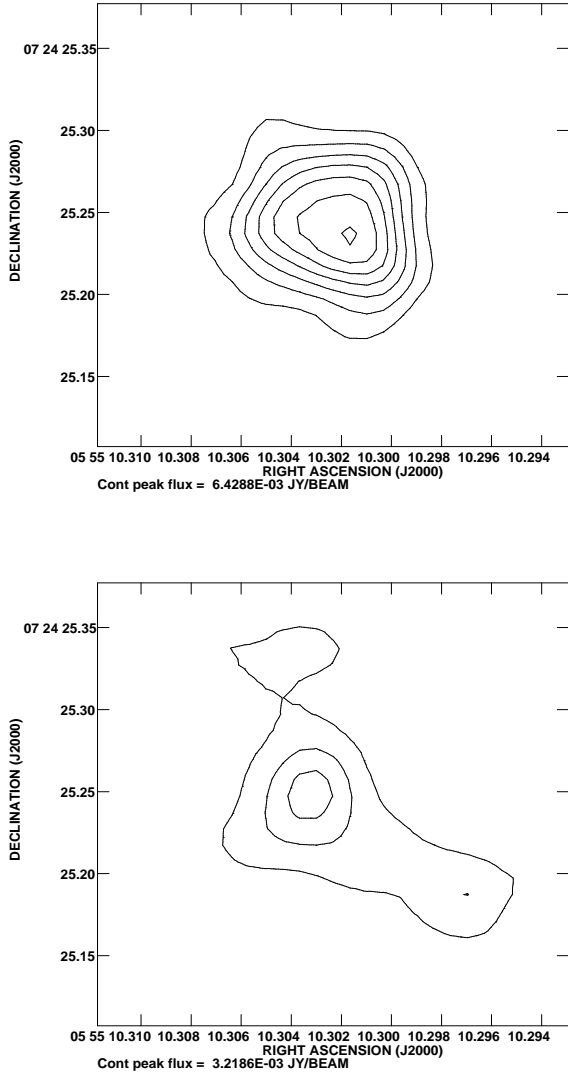 DECLINATION (J2000)
07 24 25.35
25.30
25.25
25.20
25.15
05 55 10.310 10.308 10.306 10.304 10.302 10.300 10.298 10.296 10.294
RIGHT ASCENSION (J2000)
Cont peak flux = 6.4288E-03 JY/BEAM
DECLINATION (J2000)
07 24 25.35
25.30
25.25
25.20
25.15
05 55 10.310 10.308 10.306 10.304 10.302 10.300 10.298 10.296 10.294
RIGHT ASCENSION (J2000)
Cont peak flux = 3.2186E-03 JY/BEAM